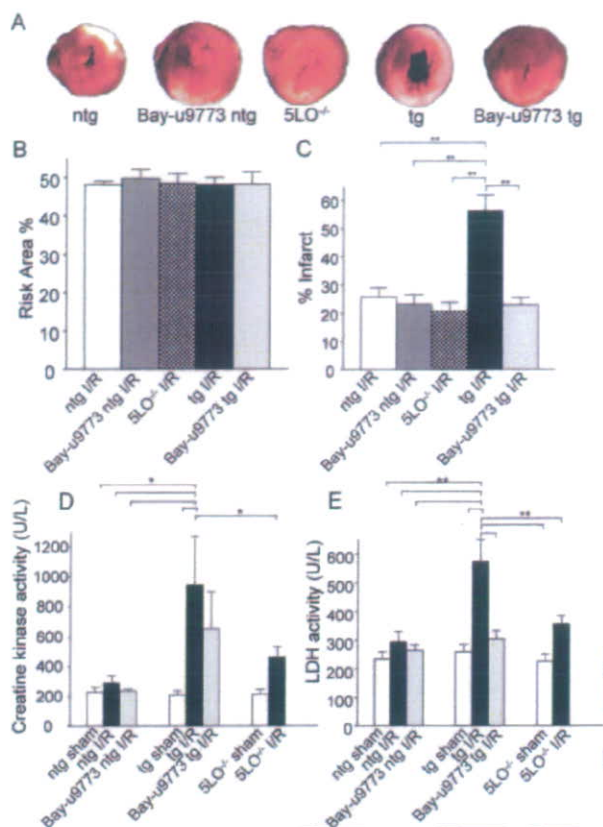 A
ntg Bay-u9773 ntg 5LO-/- tg Bay-u9773 tg
B
Risk Area %
50
40
30
20
10
0
ntg I/R
Bay-u9773 ntg I/R
5LO-/- I/R
tg I/R
Bay-u9773 tg I/R
C
% Infarct
60
40
20
0
** ** ** **
ntg I/R
Bay-u9773 ntg I/R
5LO-/- I/R
tg I/R
Bay-u9773 tg I/R
D
Creatine kinase activity (U/L)
1200
1000
800
600
400
200
0
* *
ntg sham
ntg I/R
Bay-u9773 ntg I/R
tg sham
tg I/R
Bay-u9773 tg I/R
5LO-/- sham
5LO-/- I/R
E
LDH activity (U/L)
600
500
400
300
200
100
0
** **
ntg sham
ntg I/R
Bay-u9773 ntg I/R
tg sham
tg I/R
Bay-u9773 tg I/R
5LO-/- sham
5LO-/- I/R